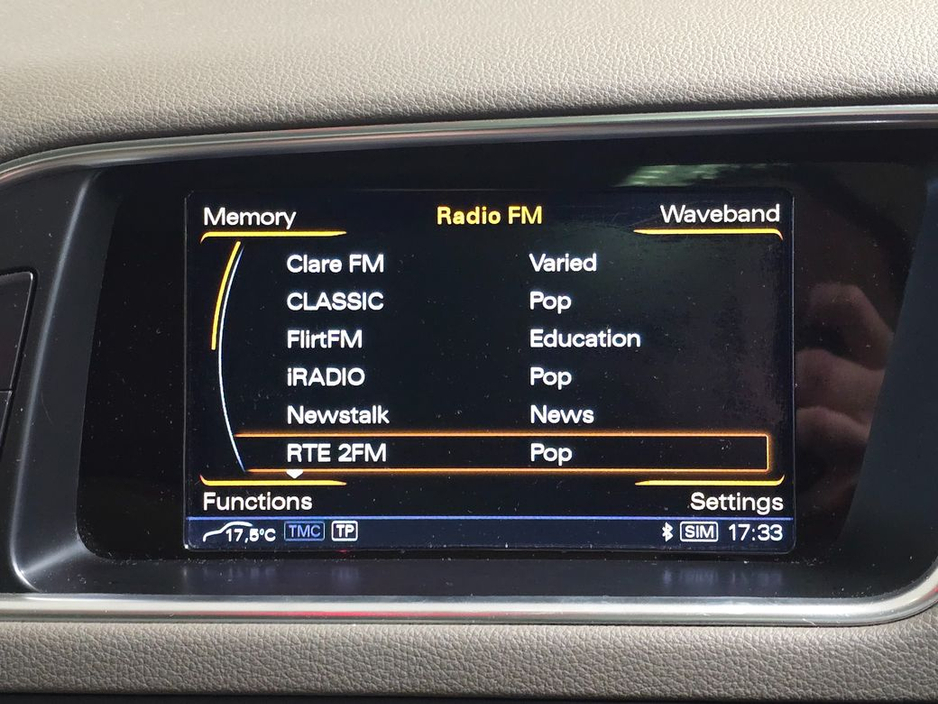 Memory Radio FM Waveband
Clare FM Varied
CLASSIC Pop
FlirtFM Education
iRADIO Pop
Newstalk News
RTE 2FM Pop
Functions Settings
17,5°C TMC TP SIM 17:33